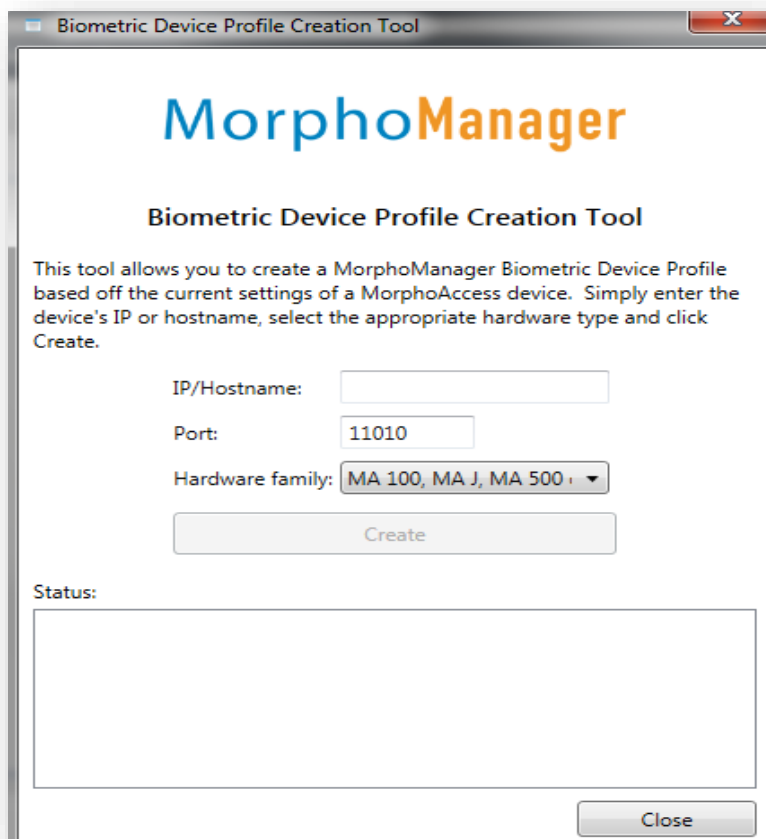 Biometric Device Profile Creation Tool
MorphoManager
Biometric Device Profile Creation Tool
This tool allows you to create a MorphoManager Biometric Device Profile
based off the current settings of a MorphoAccess device.  Simply enter the
device's IP or hostname, select the appropriate hardware type and click
Create.
IP/Hostname:
Port: 11010
Hardware family: MA 100, MA J, MA 500
Create
Status:
Close